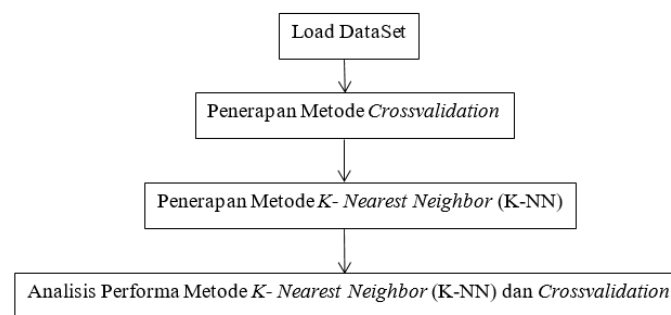 Load DataSet
Penerapan Metode Crossvalidation
Penerapan Metode K- Nearest Neighbor (K-NN)
Analisis Performa Metode K- Nearest Neighbor (K-NN) dan Crossvalidation